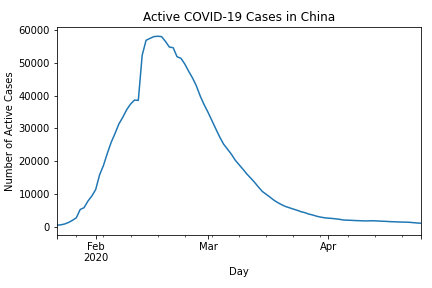 Active COVID-19 Cases in China
60000
50000
40000
30000
20000
10000
0
Number of Active Cases
Feb
2020
Mar
Apr
Day